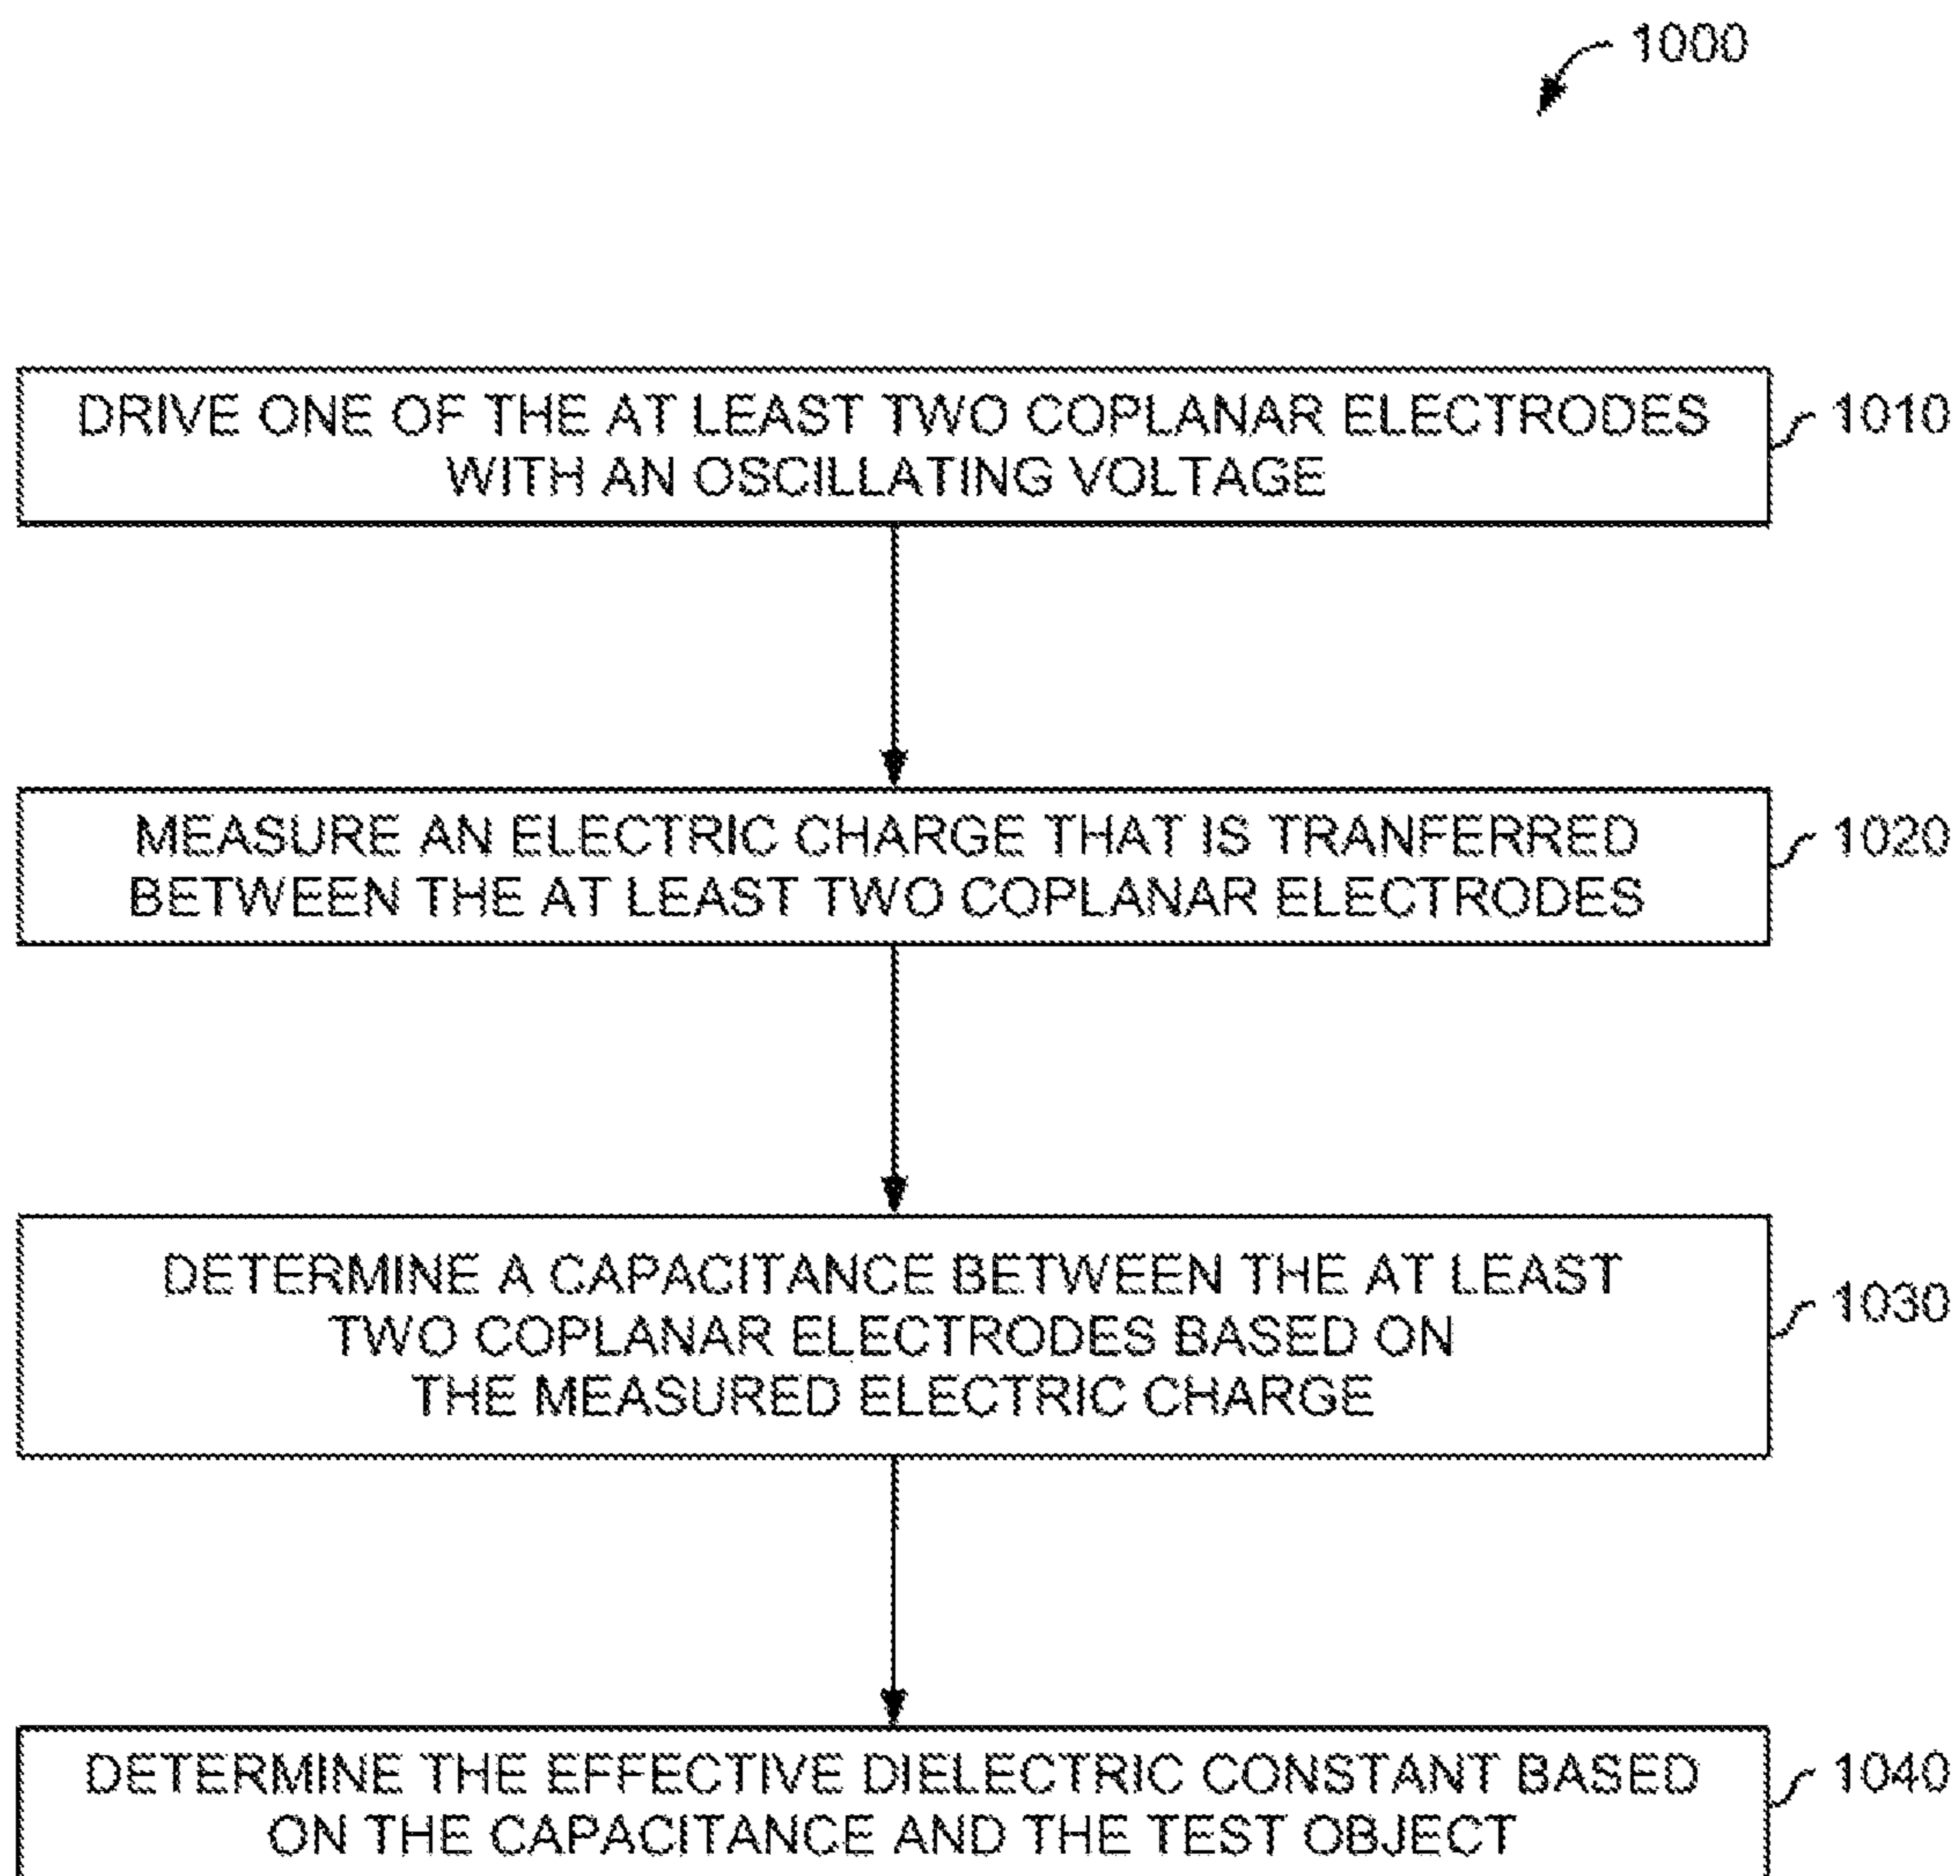 1000
DRIVE ONE OF THE AT LEAST TWO COPLANAR ELECTRODES
WITH AN OSCILLATING VOLTAGE
1010
MEASURE AN ELECTRIC CHARGE THAT IS TRANFERRED
BETWEEN THE AT LEAST TWO COPLANAR ELECTRODES
1020
DETERMINE A CAPACITANCE BETWEEN THE AT LEAST
TWO COPLANAR ELECTRODES BASED ON
THE MEASURED ELECTRIC CHARGE
1030
DETERMINE THE EFFECTIVE DIELECTRIC CONSTANT BASED
ON THE CAPACITANCE AND THE TEST OBJECT
1040